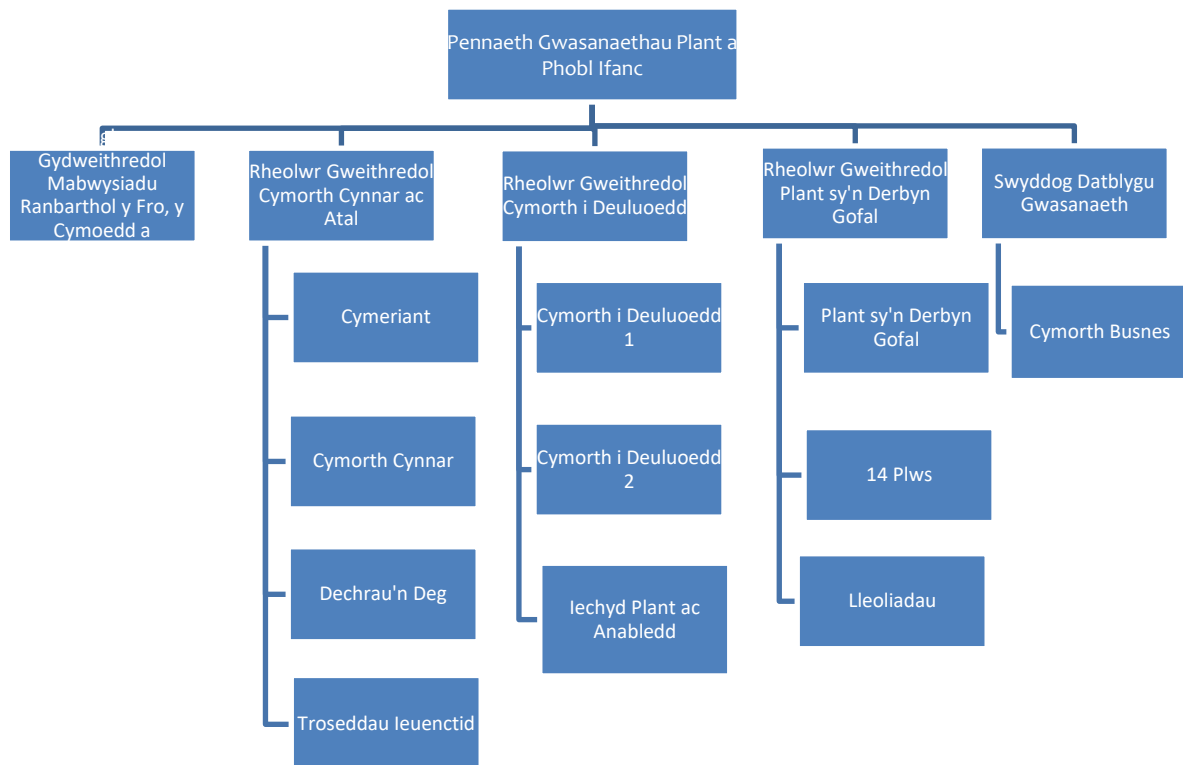 Pennaeth Gwasanaethau Plant a
Phobl Ifanc
Gydweithredol
Mabwysiadu
Ranbarthol y Fro, y
Cymoedd a
Rheolwr Gweithredol
Cymorth Cynnar ac
Atal
Cymeriant
Cymorth Cynnar
Dechrau'n Deg
Troseddau Ieuenctid
Rheolwr Gweithredol
Cymorth i Deuluoedd
Cymorth i Deuluoedd
1
Cymorth i Deuluoedd
2
Iechyd Plant ac
Anabledd
Rheolwr Gweithredol
Plant sy'n Derbyn
Gofal
Plant sy'n Derbyn
Gofal
14 Plws
Lleoliadau
Swyddog Datblygu
Gwasanaeth
Cymorth Busnes